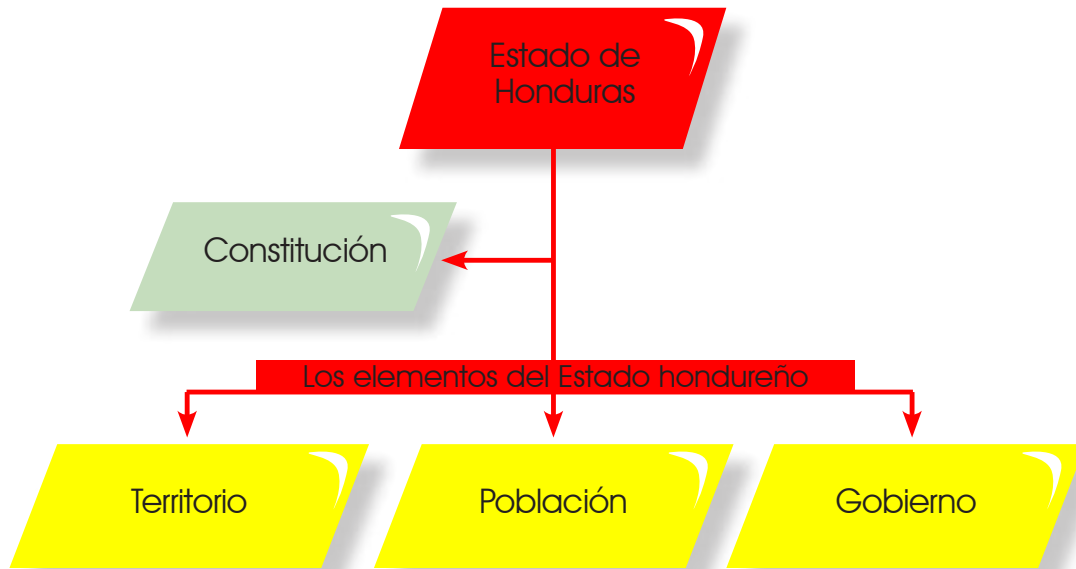 Estado de
Honduras
Constitución
Los elementos del Estado hondureño
Territorio
Población
Gobierno